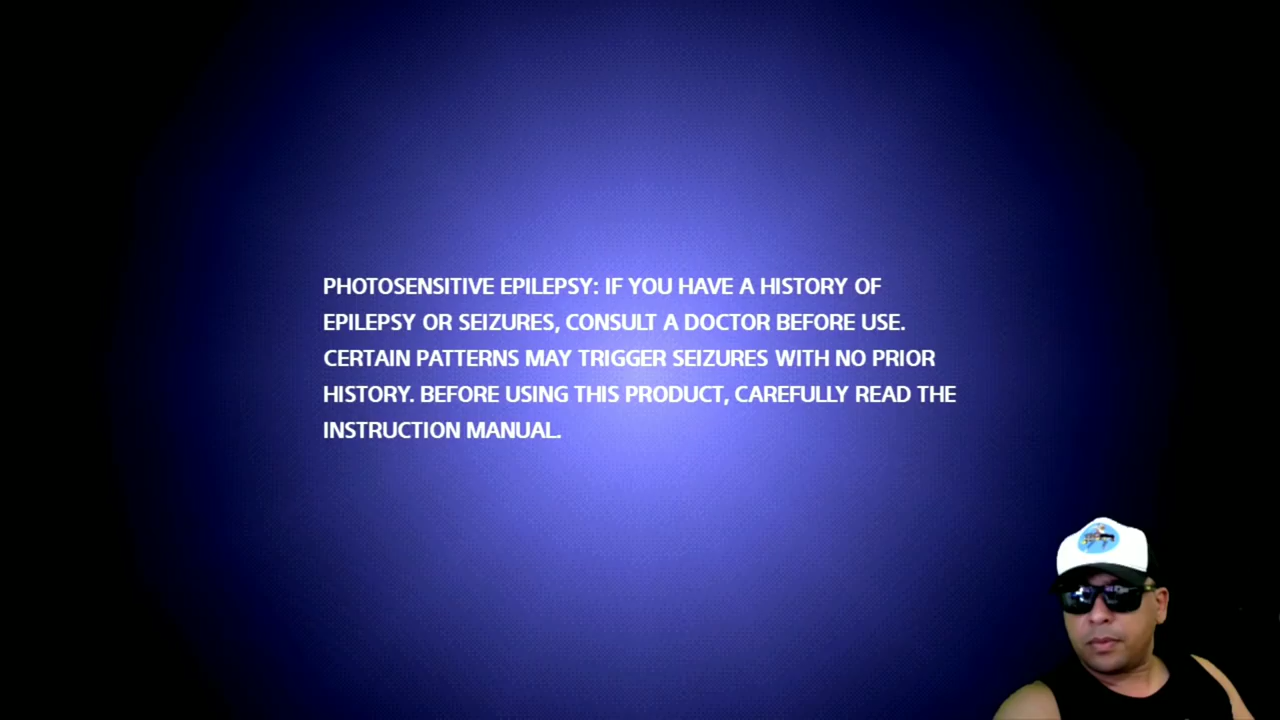 PHOTOSENSITIVE EPILEPSY: IF YOU HAVE A HISTORY OF
EPILEPSY OR SEIZURES, CONSULT A DOCTOR BEFORE USE.
CERTAIN PATTERNS MAY TRIGGER SEIZURES WITH NO PRIOR
HISTORY. BEFORE USING THIS PRODUCT, CAREFULLY READ THE
INSTRUCTION MANUAL.